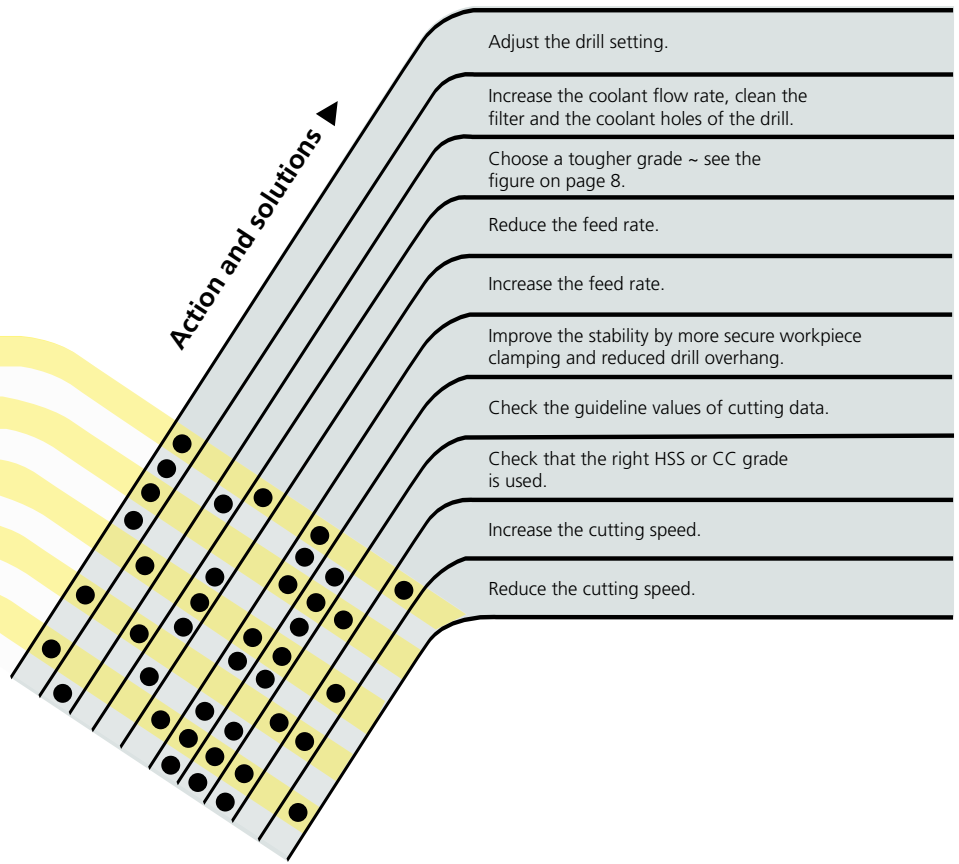 Action and solutions
Adjust the drill setting.
Increase the coolant flow rate, clean the
filter and the coolant holes of the drill.
Choose a tougher grade ~ see the
figure on page 8.
Reduce the feed rate.
Increase the feed rate.
Improve the stability by more secure workpiece
clamping and reduced drill overhang.
Check the guideline values of cutting data.
Check that the right HSS or CC grade
is used.
Increase the cutting speed.
Reduce the cutting speed.